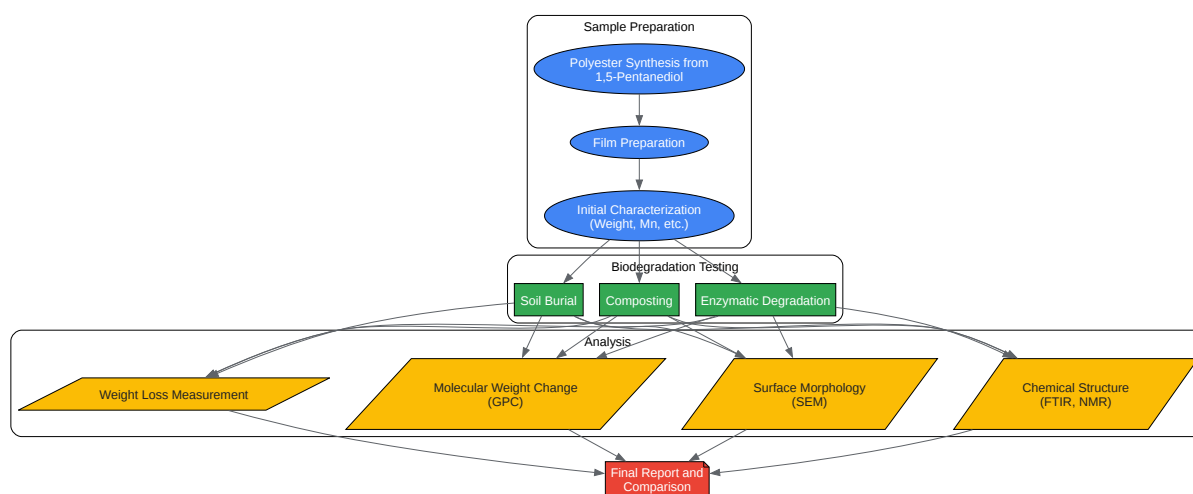 Sample Preparation
Polyester Synthesis from
1,5-Pentanediol
Film Preparation
Initial Characterization
(Weight, Mn, etc.)
Biodegradation Testing
Soil Burial
Composting
Enzymatic Degradation
Analysis
Weight Loss Measurement
Molecular Weight Change
(GPC)
Surface Morphology
(SEM)
Chemical Structure
(FTIR, NMR)
Final Report and
Comparison